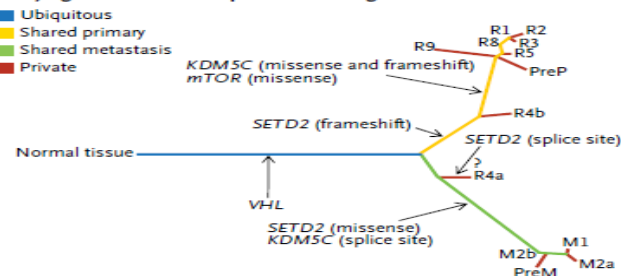 Ubiquitous
Shared primary
Shared metastasis
Private
R1
R2
R8
R3
R9
R5
PreP
KDM5C (missense and frameshift)
mTOR (missense)
R4b
SETD2 (frameshift)
SETD2 (splice site)
Normal tissue
?
R4a
VHL
SETD2 (missense)
KDM5C (splice site)
M2b
M1
M2a
PreM